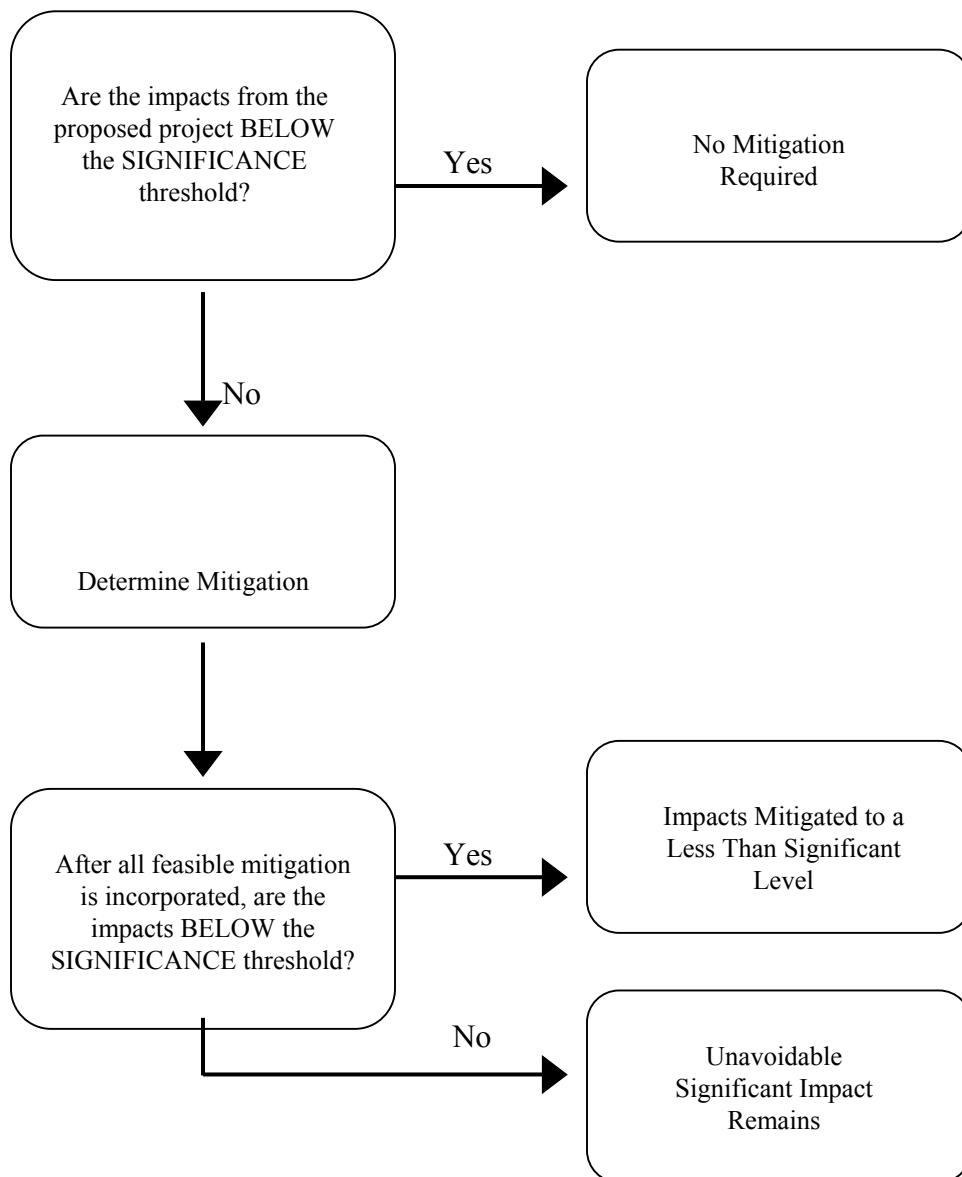 Are the impacts from the
proposed project BELOW
the SIGNIFICANCE
threshold?
Yes
No Mitigation
Required
No
Determine Mitigation
After all feasible mitigation
is incorporated, are the
impacts BELOW the
SIGNIFICANCE threshold?
Yes
Impacts Mitigated to a
Less Than Significant
Level
No
Unavoidable
Significant Impact
Remains